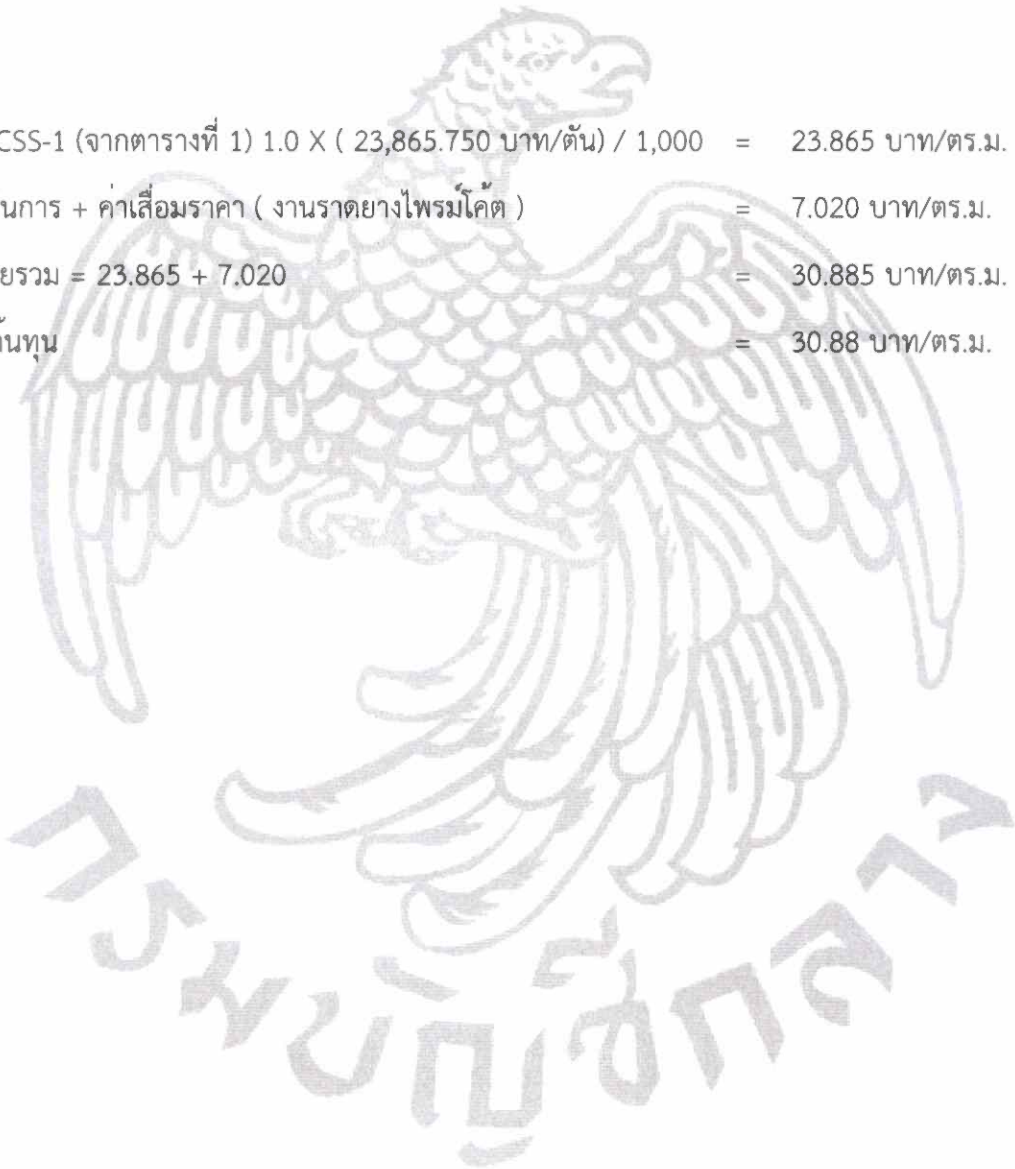 CSS-1 (จากตารางที่ 1) 1.0 X ( 23,865.750 บาท/ตัน) / 1,000 = 23.865 บาท/ตร.ม.
นการ + ค่าเสื่อมราคา ( งานราดยางไพรม์โค้ต ) = 7.020 บาท/ตร.ม.
ยรวม = 23.865 + 7.020 = 30.885 บาท/ตร.ม.
ต้นทุน = 30.88 บาท/ตร.ม.
กรมบัญชีกลาง